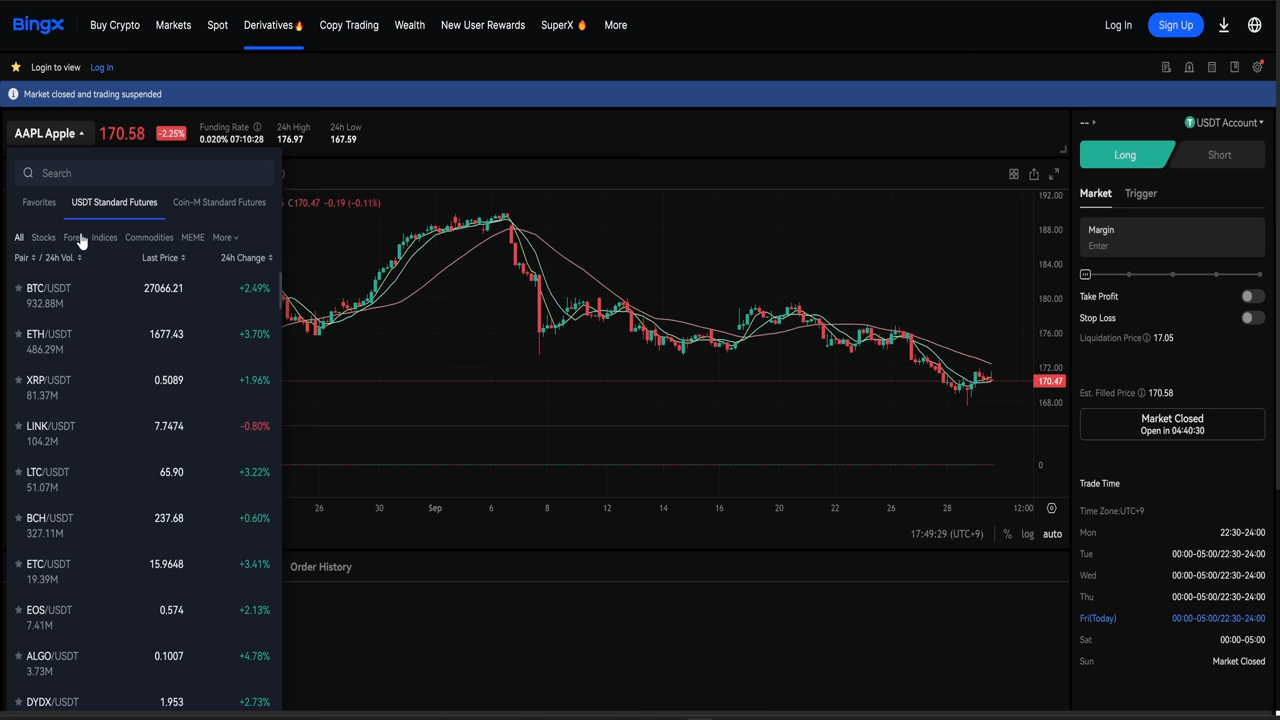 Bingx Buy Crypto Markets Spot Derivatives Copy Trading Wealth New User Rewards SuperX More Log In Sign Up
Login to view Log In
Market closed and trading suspended
AAPL Apple 170.58 -2.25%
Funding Rate 24h High 24h Low
0.020% 07:10:28 176.97 167.59
-- USDT Account
Search
Long Short
Favorites USDT Standard Futures Coin-M Standard Futures
C170.47 -0.19 (-0.11%)
Market Trigger
All Stocks Indices Commodities MEME More
Pair / 24h Vol. Last Price 24h Change
BTC/USDT 27066.21 +2.49%
932.88M
ETH/USDT 1677.43 +3.70%
486.29M
XRP/USDT 0.5089 +1.96%
81.37M
LINK/USDT 7.7474 -0.80%
104.2M
LTC/USDT 65.90 +3.22%
51.07M
BCH/USDT 237.68 +0.60%
327.11M
ETC/USDT 15.9648 +3.41%
19.39M
EOS/USDT 0.574 +2.13%
7.41M
ALGO/USDT 0.1007 +4.78%
3.73M
DYDX/USDT 1.953 +2.73%
192.00
188.00
184.00
180.00
176.00
172.00
170.47
168.00
0
26 30 Sep 6 8 12 14 16 20 22 26 28 12:00
17:49:29 (UTC+9) % log auto
Order History
Margin
Enter
Take Profit
Stop Loss
Liquidation Price 17.05
Est. Filled Price 170.58
Market Closed
Open in 04:40:30
Trade Time
Time Zone:UTC+9
Mon 22:30-24:00
Tue 00:00-05:00/22:30-24:00
Wed 00:00-05:00/22:30-24:00
Thu 00:00-05:00/22:30-24:00
Fri(Today) 00:00-05:00/22:30-24:00
Sat 00:00-05:00
Sun Market Closed